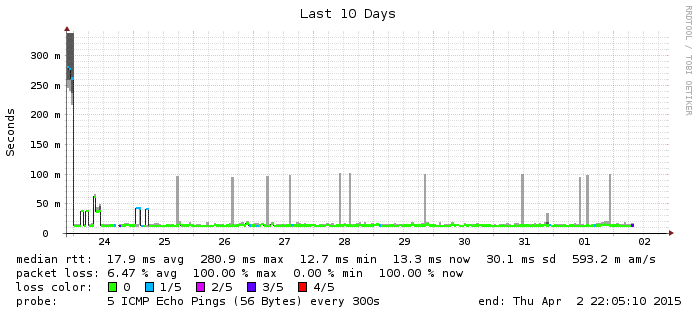 Last 10 Days
RRDTOOL / TOBI OETIKER
Seconds
300 m
250 m
200 m
150 m
100 m
50 m
0
24 25 26 27 28 29 30 31 01 02
median rtt: 17.9 ms avg 280.9 ms max 12.7 ms min 13.3 ms now 30.1 ms sd 593.2 m am/s
packet loss: 6.47 % avg 100.00 % max 0.00 % min 100.00 % now
loss color: 0 1/5 2/5 3/5 4/5
probe: 5 ICMP Echo Pings (56 Bytes) every 300s end: Thu Apr 2 22:05:10 2015